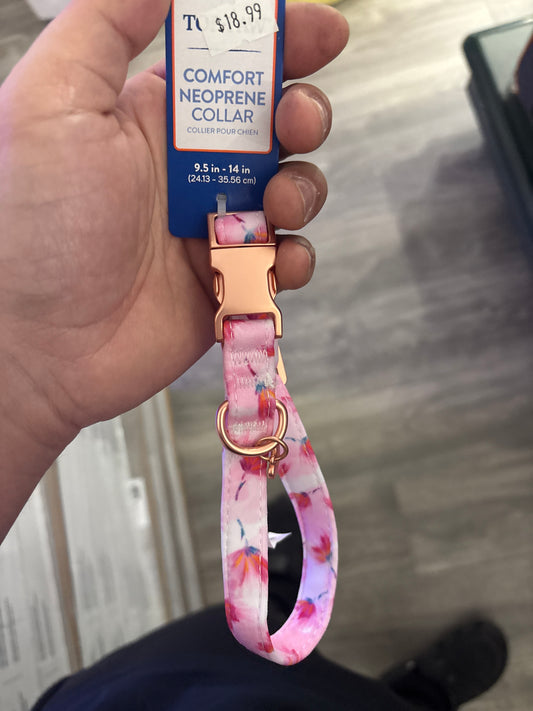 $18.99
COMFORT
NEOPRENE
COLLAR
COLLIER POUR CHIEN
9.5 in - 14 in
(24.13 - 35.56 cm)